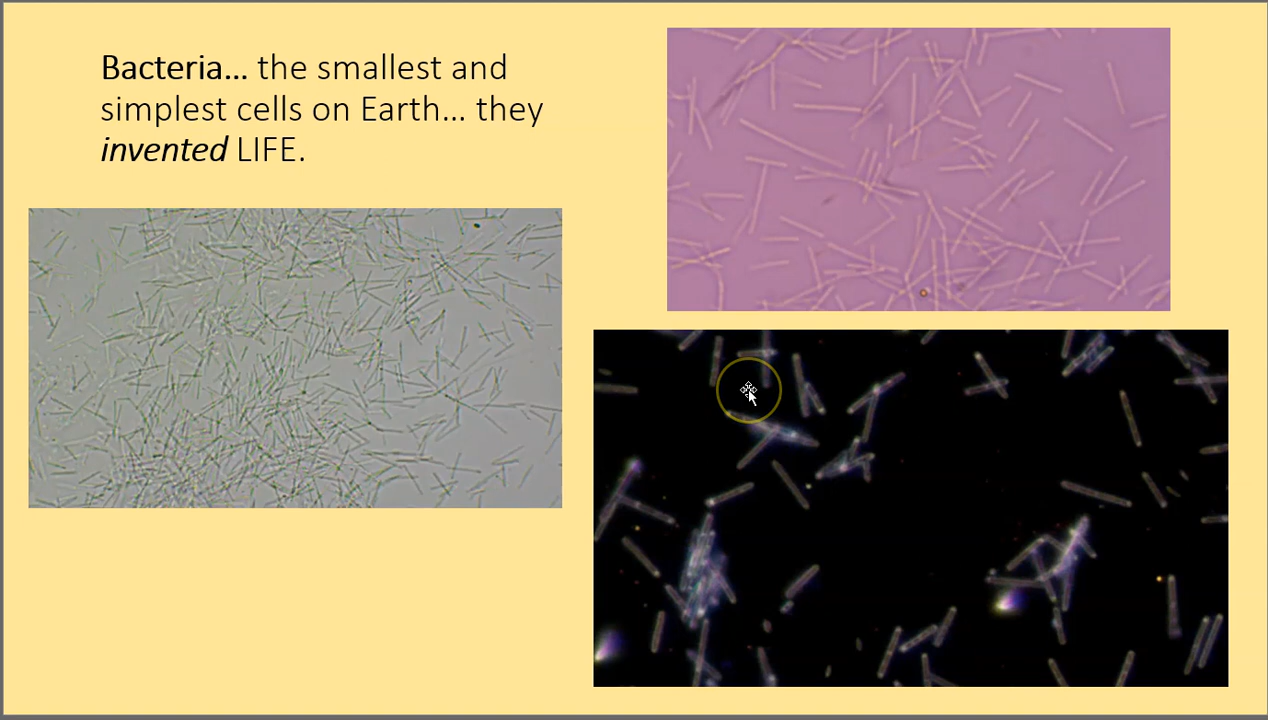 Bacteria... the smallest and
simplest cells on Earth... they
invented LIFE.